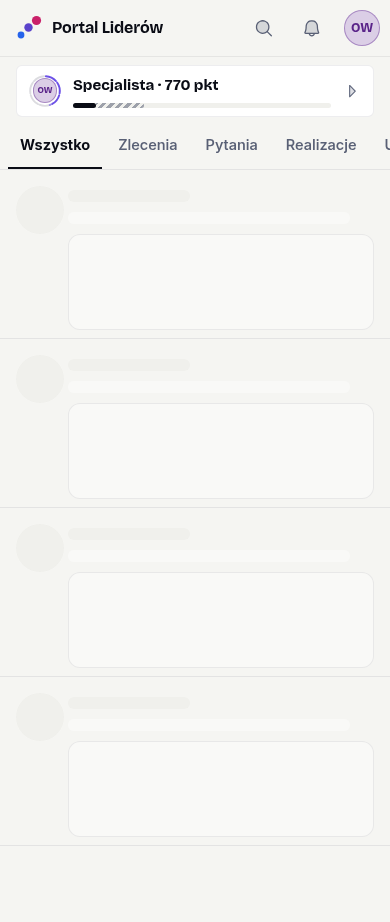 Portal Liderów
OW
OW
Specjalista · 770 pkt
Wszystko
Zlecenia
Pytania
Realizacje